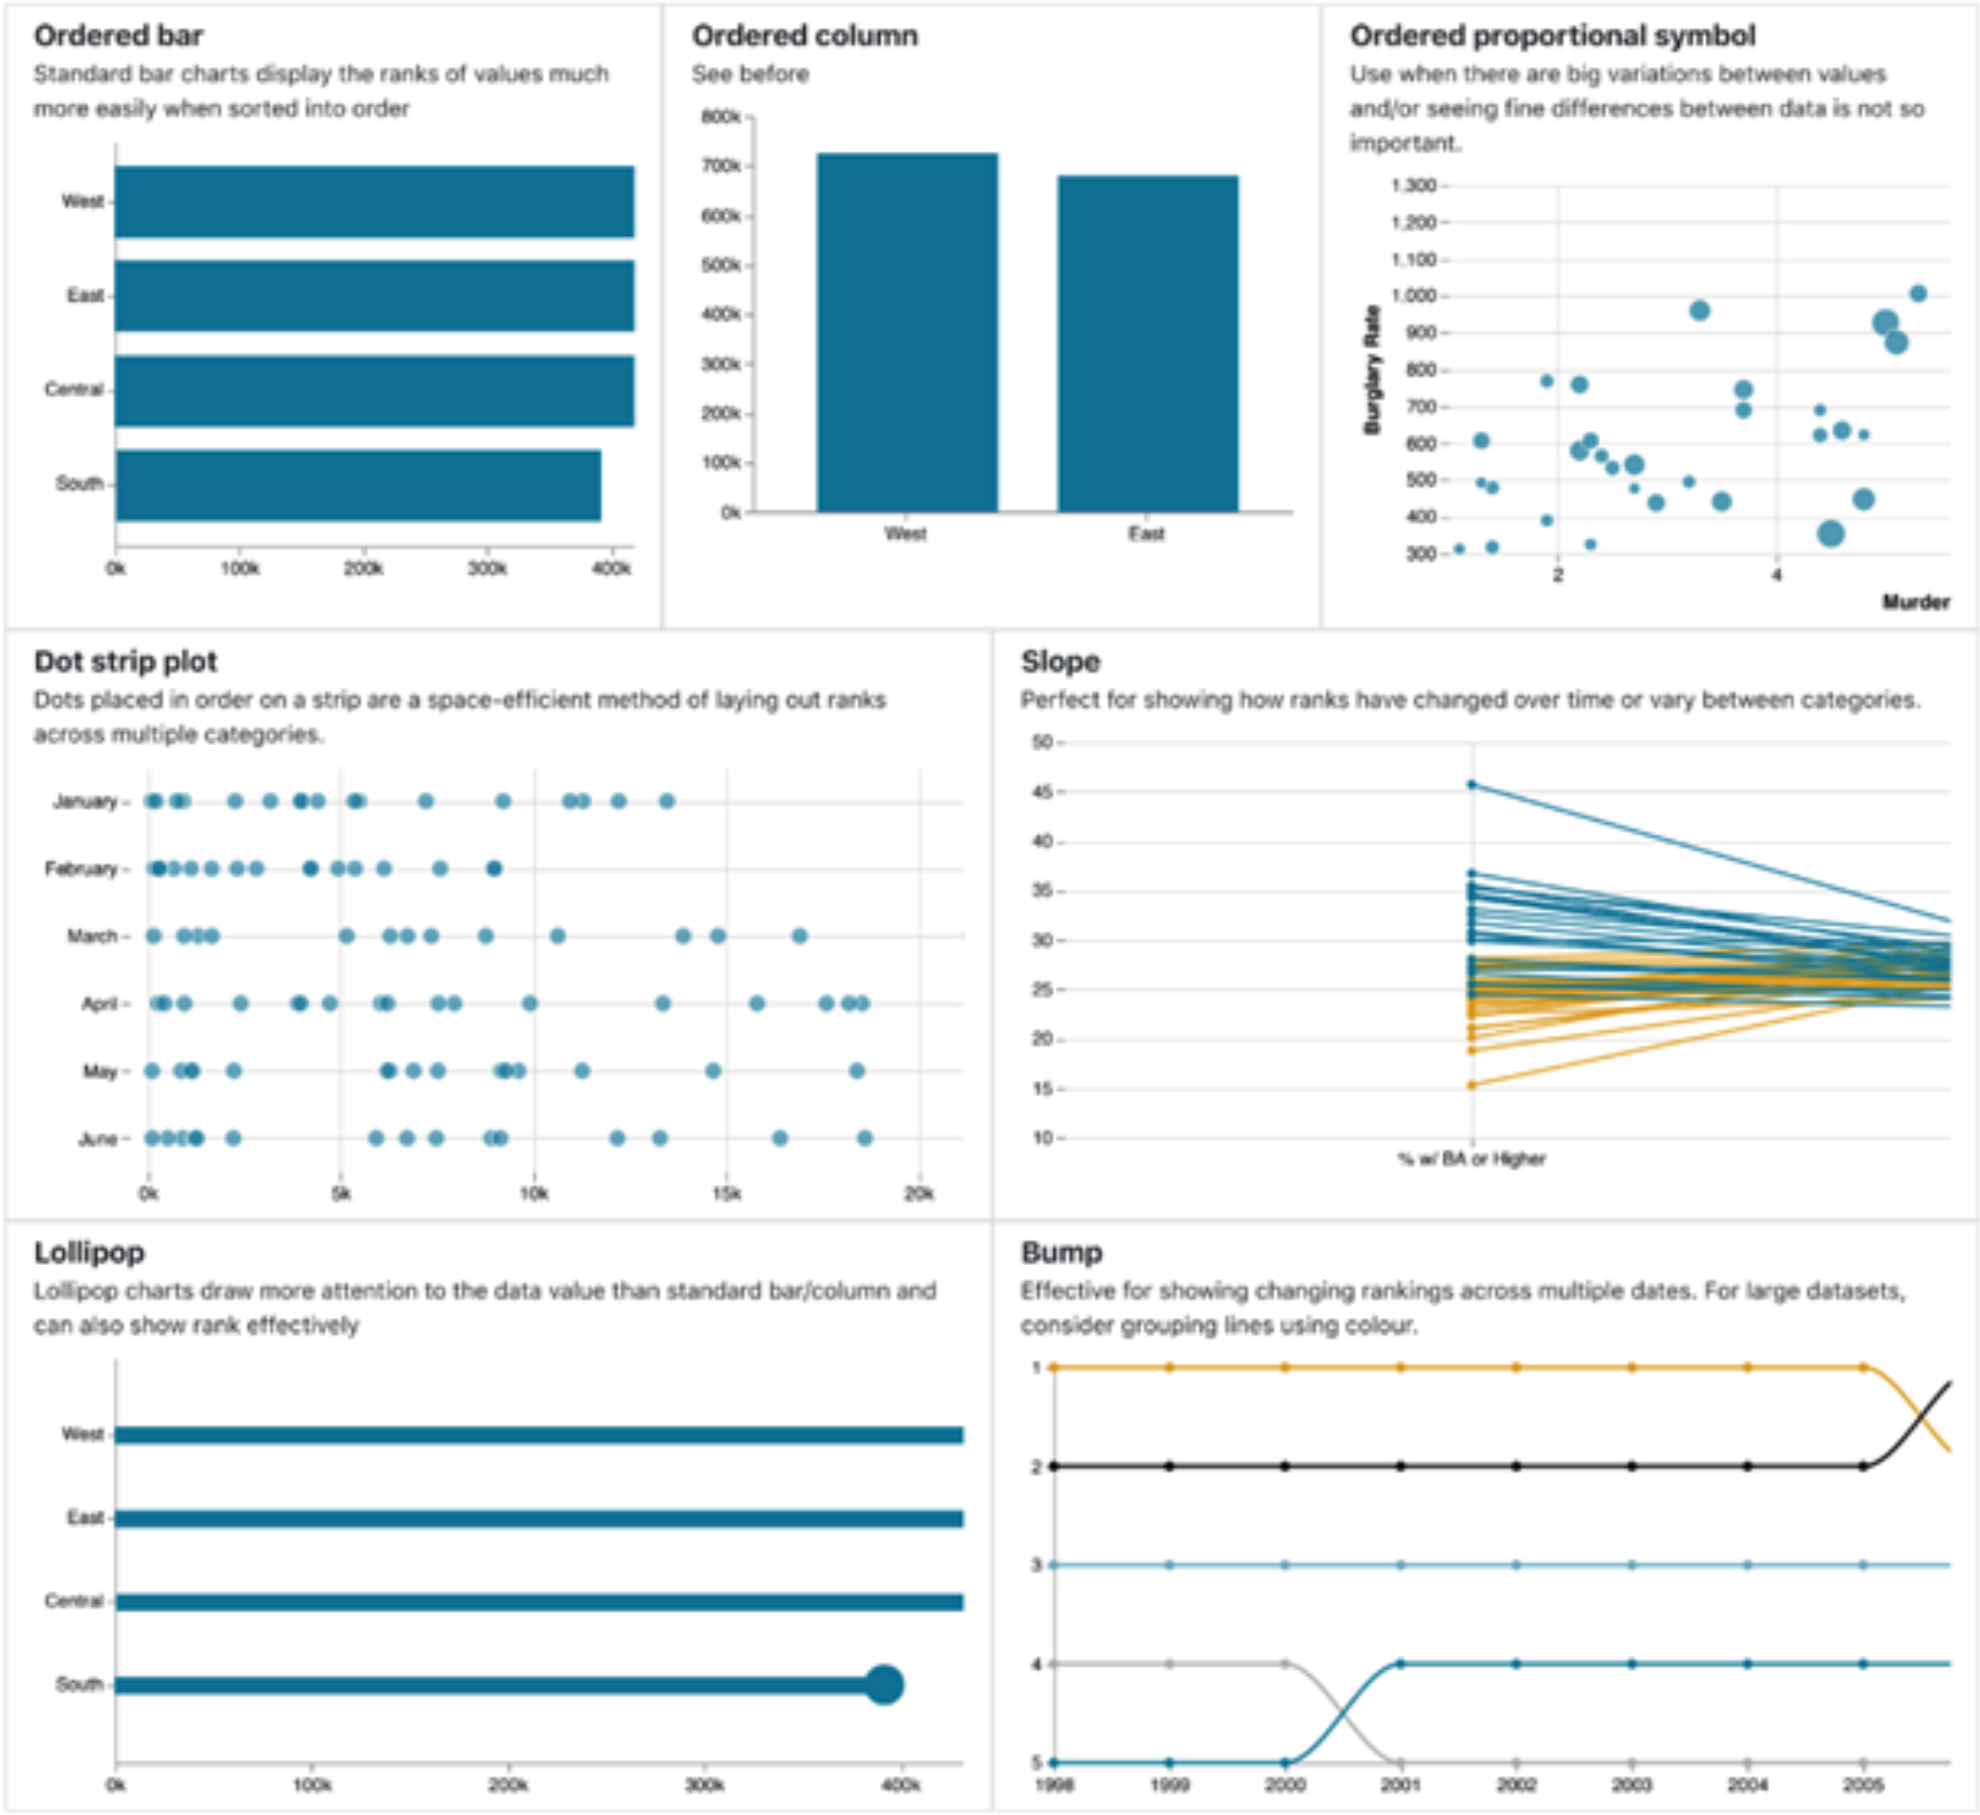 Ordered bar
Standard bar charts display the ranks of values much
more easily when sorted into order
West
East
Central
South
0k 100k 200k 300k 400k
Ordered column
See before
800k
700k
600k
500k
400k
300k
200k
100k
0k
West East
Ordered proportional symbol
Use when there are big variations between values
and/or seeing fine differences between data is not so
important.
1,300
1,200
1,100
1,000
900
800
700
600
500
400
300
Burglary Rate
2 4
Murder
Dot strip plot
Dots placed in order on a strip are a space-efficient method of laying out ranks
across multiple categories.
January
February
March
April
May
June
0k 5k 10k 15k 20k
Slope
Perfect for showing how ranks have changed over time or vary between categories.
50
45
40
35
30
25
20
15
10
% w/ BA or Higher
Lollipop
Lollipop charts draw more attention to the data value than standard bar/column and
can also show rank effectively
West
East
Central
South
0k 100k 200k 300k 400k
Bump
Effective for showing changing rankings across multiple dates. For large datasets,
consider grouping lines using colour.
1
2
3
4
5
1998 1999 2000 2001 2002 2003 2004 2005